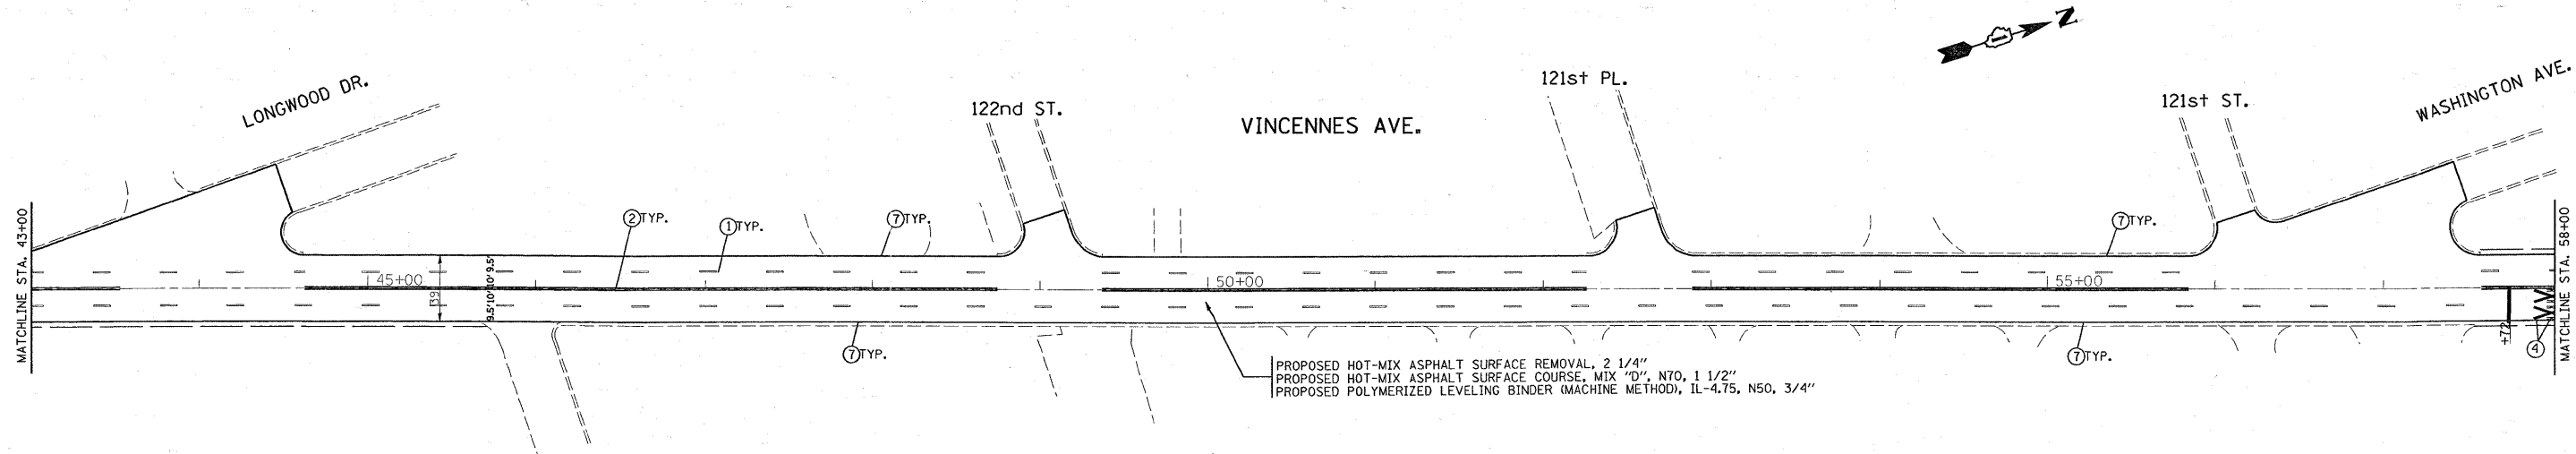 N
LONGWOOD DR.
122nd ST.
VINCENNES AVE.
121st PL.
121st ST.
WASHINGTON AVE.
MATCHLINE STA. 43+00
2 TYP.
1 TYP.
7 TYP.
7 TYP.
45+00
39'
9.5' 10' 10' 9.5'
50+00
55+00
7 TYP.
7 TYP.
+72
4
MATCHLINE STA. 58+00
PROPOSED HOT-MIX ASPHALT SURFACE REMOVAL, 2 1/4"
PROPOSED HOT-MIX ASPHALT SURFACE COURSE, MIX "D", N70, 1 1/2"
PROPOSED POLYMERIZED LEVELING BINDER (MACHINE METHOD), IL-4.75, N50, 3/4"